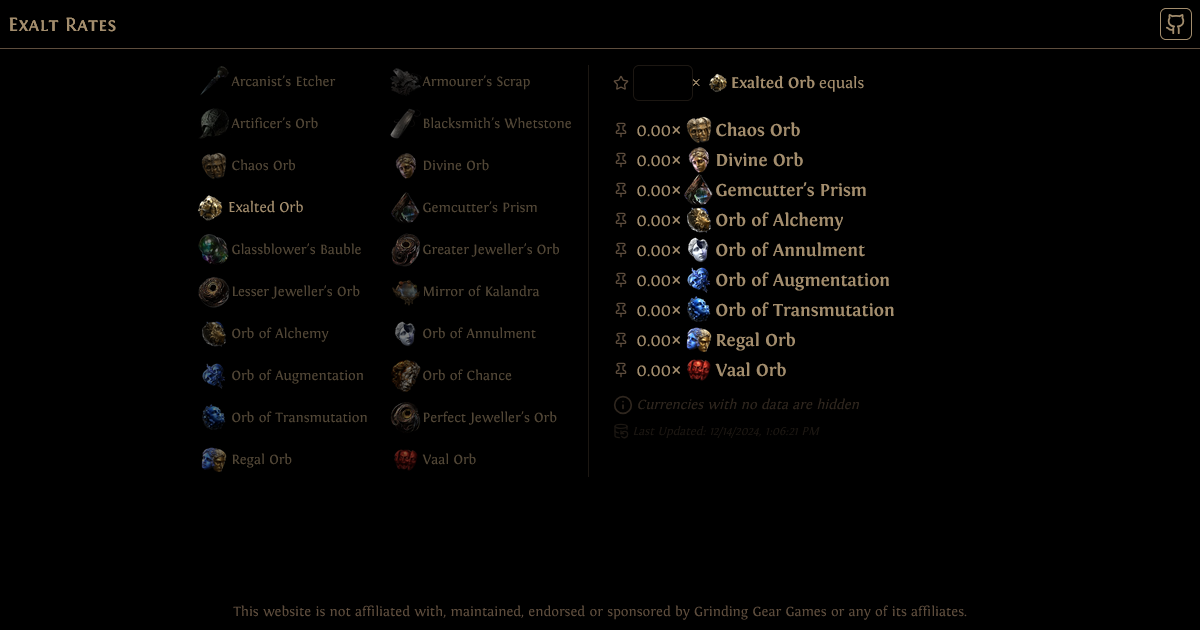 Exalt Rates
Arcanist's Etcher
Armourer's Scrap
Artificer's Orb
Blacksmith's Whetstone
Chaos Orb
Divine Orb
Exalted Orb
Gemcutter's Prism
Glassblower's Bauble
Greater Jeweller's Orb
Lesser Jeweller's Orb
Mirror of Kalandra
Orb of Alchemy
Orb of Annulment
Orb of Augmentation
Orb of Chance
Orb of Transmutation
Perfect Jeweller's Orb
Regal Orb
Vaal Orb
× Exalted Orb equals
0.00× Chaos Orb
0.00× Divine Orb
0.00× Gemcutter's Prism
0.00× Orb of Alchemy
0.00× Orb of Annulment
0.00× Orb of Augmentation
0.00× Orb of Transmutation
0.00× Regal Orb
0.00× Vaal Orb
Currencies with no data are hidden
Last Updated: 12/14/2024, 1:06:21 PM
This website is not affiliated with, maintained, endorsed or sponsored by Grinding Gear Games or any of its affiliates.